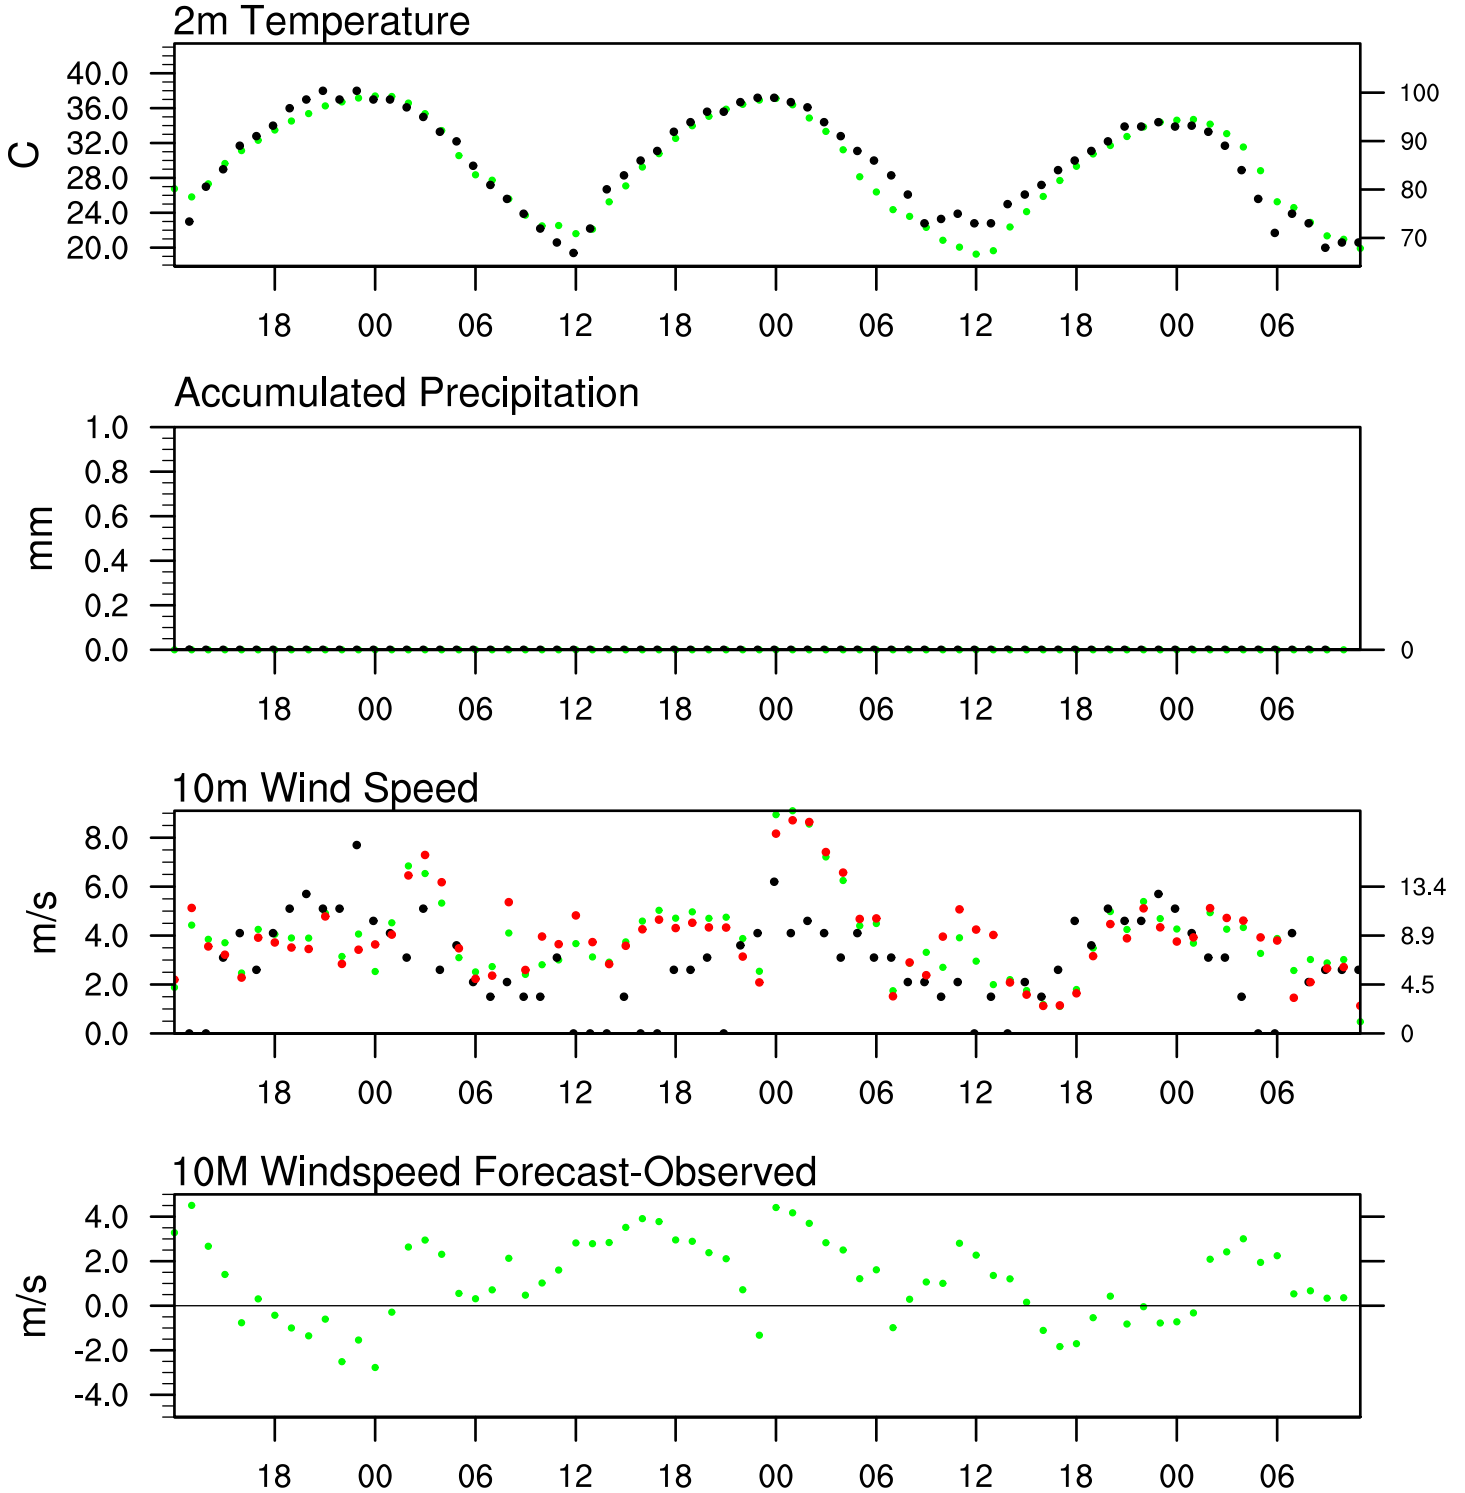 2m Temperature
40.0
36.0
32.0
28.0
24.0
20.0
C
100
90
80
70
18 00 06 12 18 00 06 12 18 00 06
Accumulated Precipitation
1.0
0.8
0.6
0.4
0.2
0.0
mm
0
18 00 06 12 18 00 06 12 18 00 06
10m Wind Speed
8.0
6.0
4.0
2.0
0.0
m/s
13.4
8.9
4.5
0
18 00 06 12 18 00 06 12 18 00 06
10M Windspeed Forecast-Observed
4.0
2.0
0.0
-2.0
-4.0
m/s
18 00 06 12 18 00 06 12 18 00 06